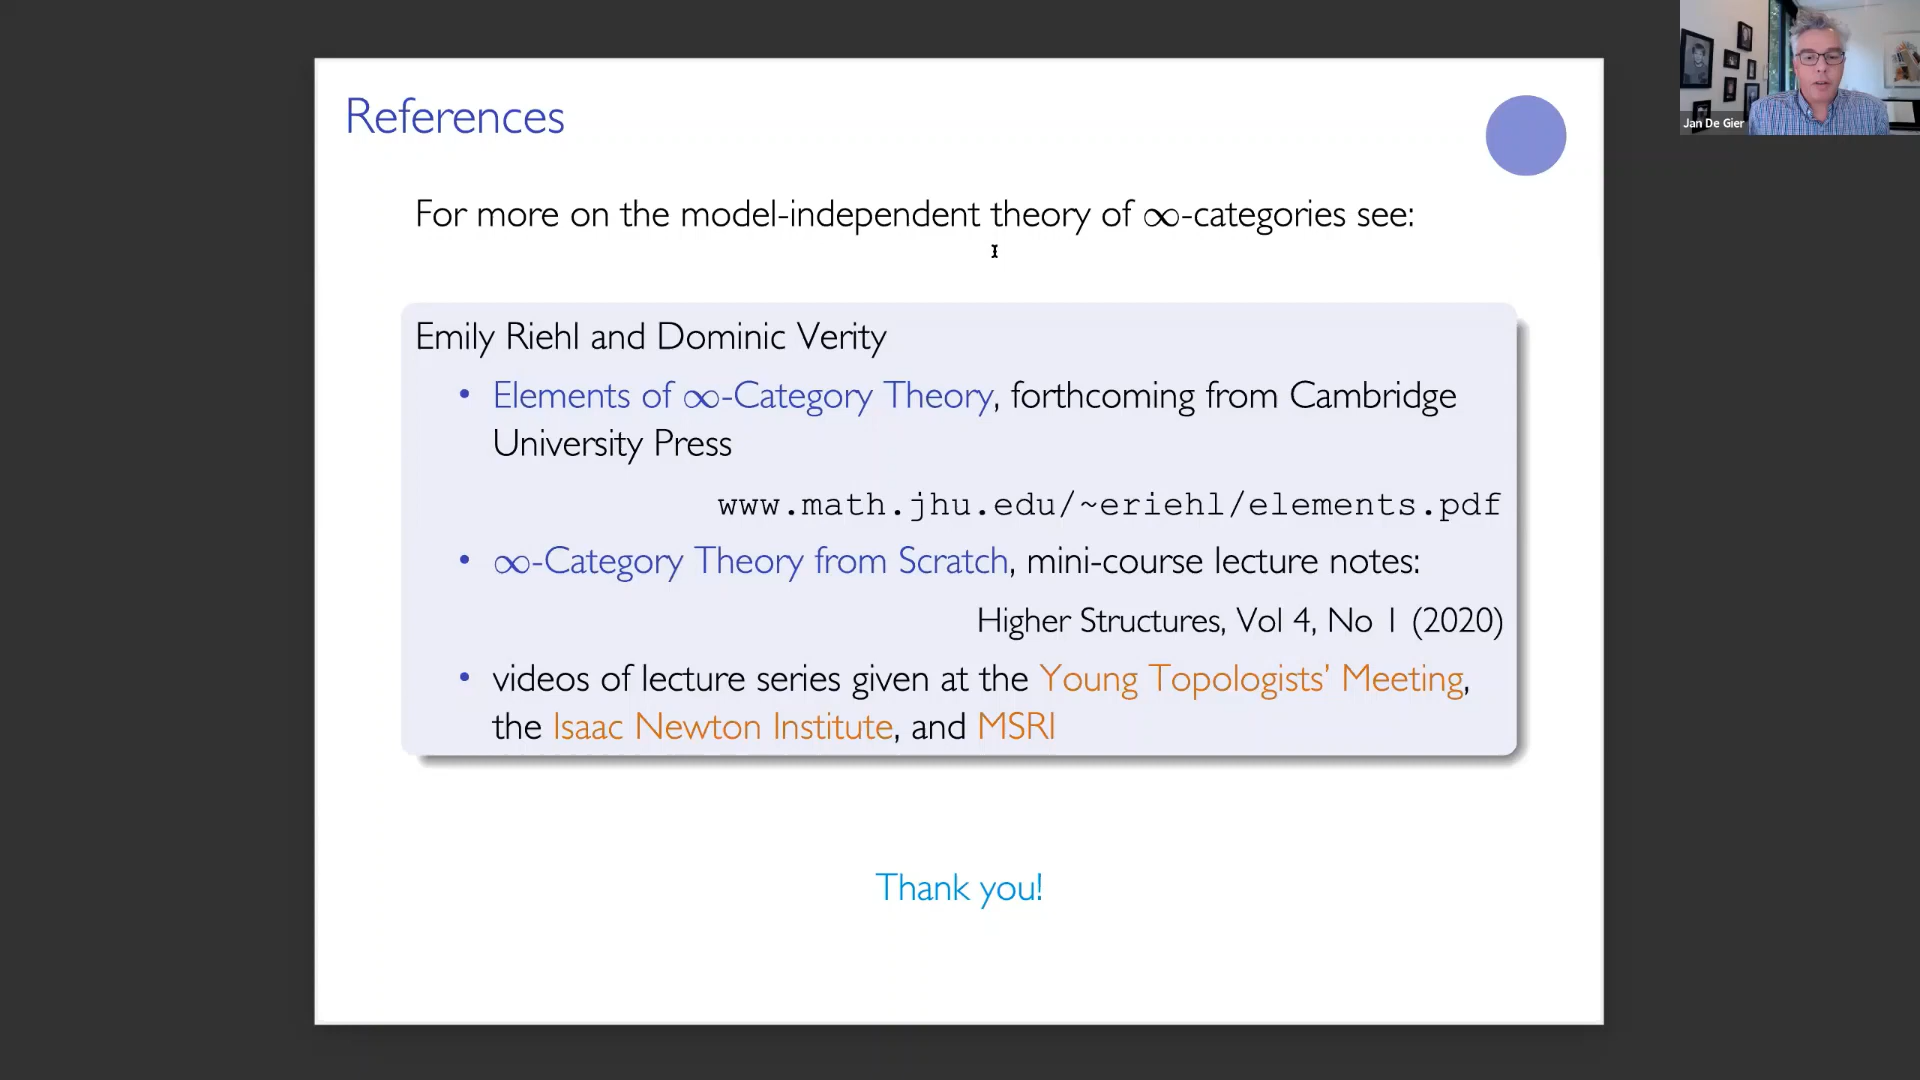 References
Jan De Gier
For more on the model-independent theory of ∞-categories see:
Emily Riehl and Dominic Verity
• Elements of ∞-Category Theory, forthcoming from Cambridge
University Press
www.math.jhu.edu/~eriehl/elements.pdf
• ∞-Category Theory from Scratch, mini-course lecture notes:
Higher Structures, Vol 4, No 1 (2020)
• videos of lecture series given at the Young Topologists’ Meeting,
the Isaac Newton Institute, and MSRI
Thank you!